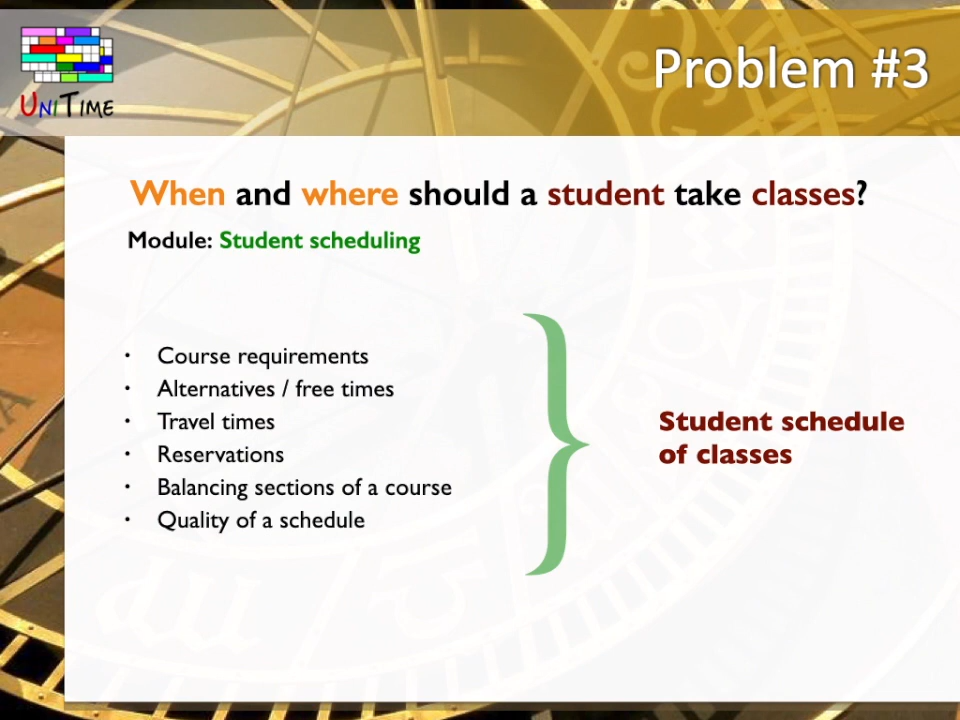 UniTime
Problem #3
When and where should a student take classes?
Module: Student scheduling
• Course requirements
• Alternatives / free times
• Travel times
• Reservations
• Balancing sections of a course
• Quality of a schedule
Student schedule
of classes